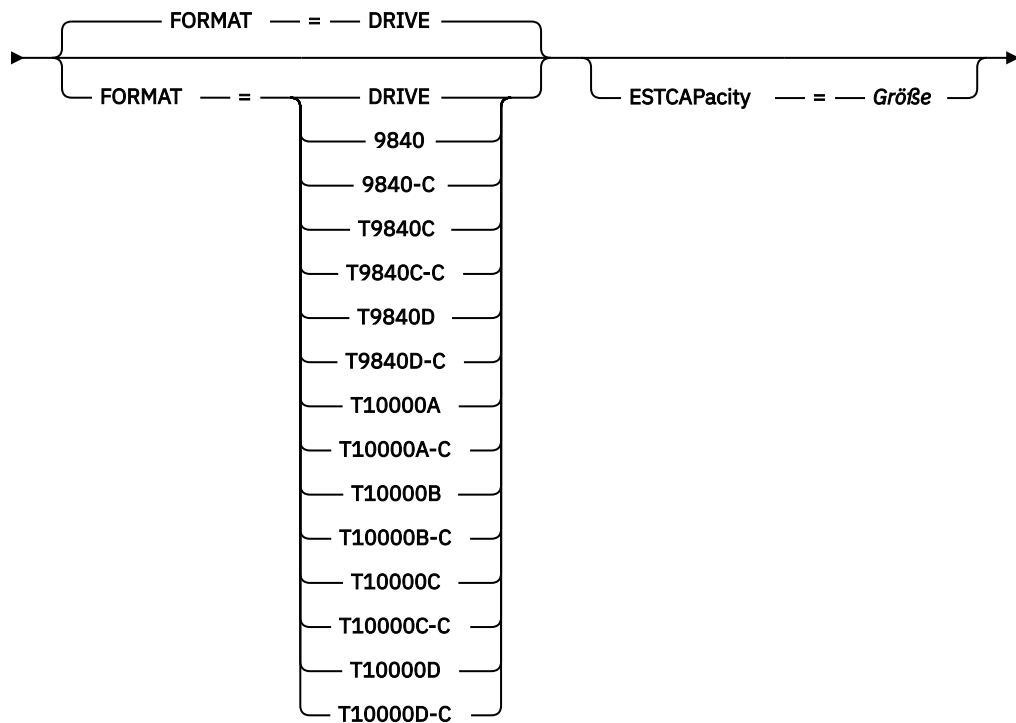 FORMAT = DRIVE
FORMAT = DRIVE ESTCAPacity = Größe
9840
9840-C
T9840C
T9840C-C
T9840D
T9840D-C
T10000A
T10000A-C
T10000B
T10000B-C
T10000C
T10000C-C
T10000D
T10000D-C